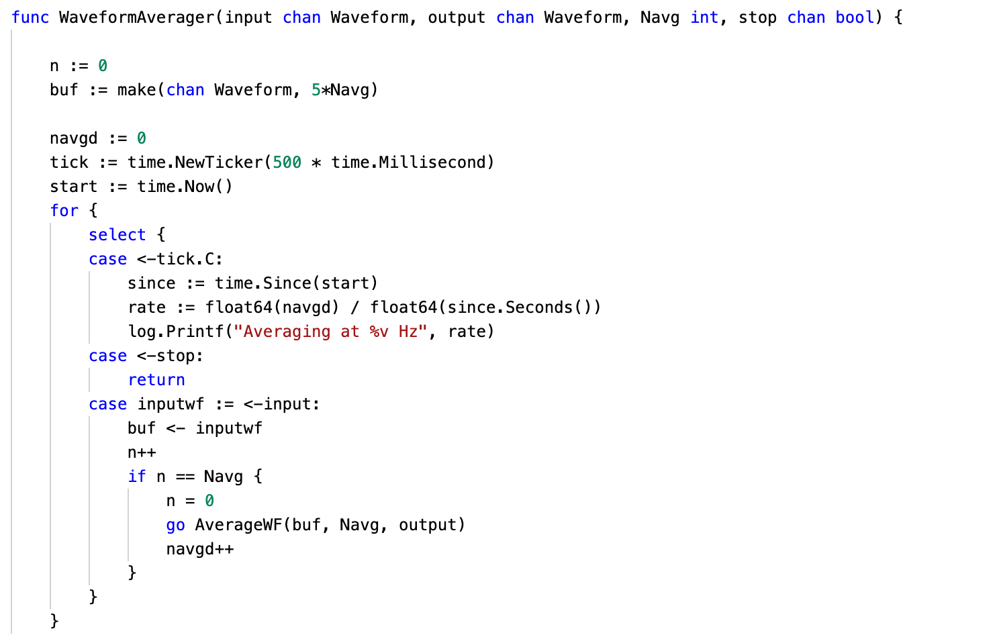 func WaveformAverager(input chan Waveform, output chan Waveform, Navg int, stop chan bool) {
n := 0
buf := make(chan Waveform, 5*Navg)
navgd := 0
tick := time.NewTicker(500 * time.Millisecond)
start := time.Now()
for {
select {
case <-tick.C:
since := time.Since(start)
rate := float64(navgd) / float64(since.Seconds())
log.Printf("Averaging at %v Hz", rate)
case <-stop:
return
case inputwf := <-input:
buf <- inputwf
n++
if n == Navg {
n = 0
go AverageWF(buf, Navg, output)
navgd++
}
}
}